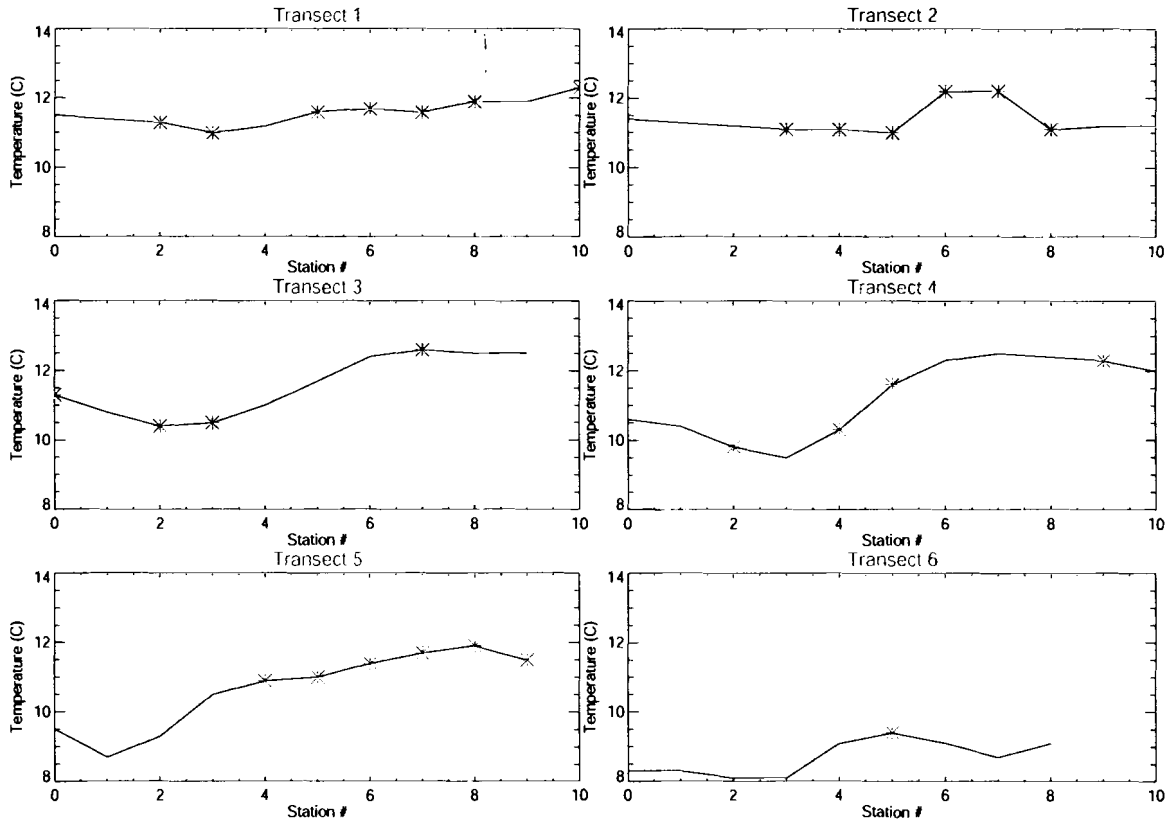 Transect 1
Transect 2
14
12
10
8
Temperature (C)
0 2 4 6 8 10
Station #
14
12
10
8
Temperature (C)
0 2 4 6 8 10
Station #
Transect 3
Transect 4
14
12
10
8
Temperature (C)
0 2 4 6 8 10
Station #
14
12
10
8
Temperature (C)
0 2 4 6 8 10
Station #
Transect 5
Transect 6
14
12
10
8
Temperature (C)
0 2 4 6 8 10
Station #
14
12
10
8
Temperature (C)
0 2 4 6 8 10
Station #